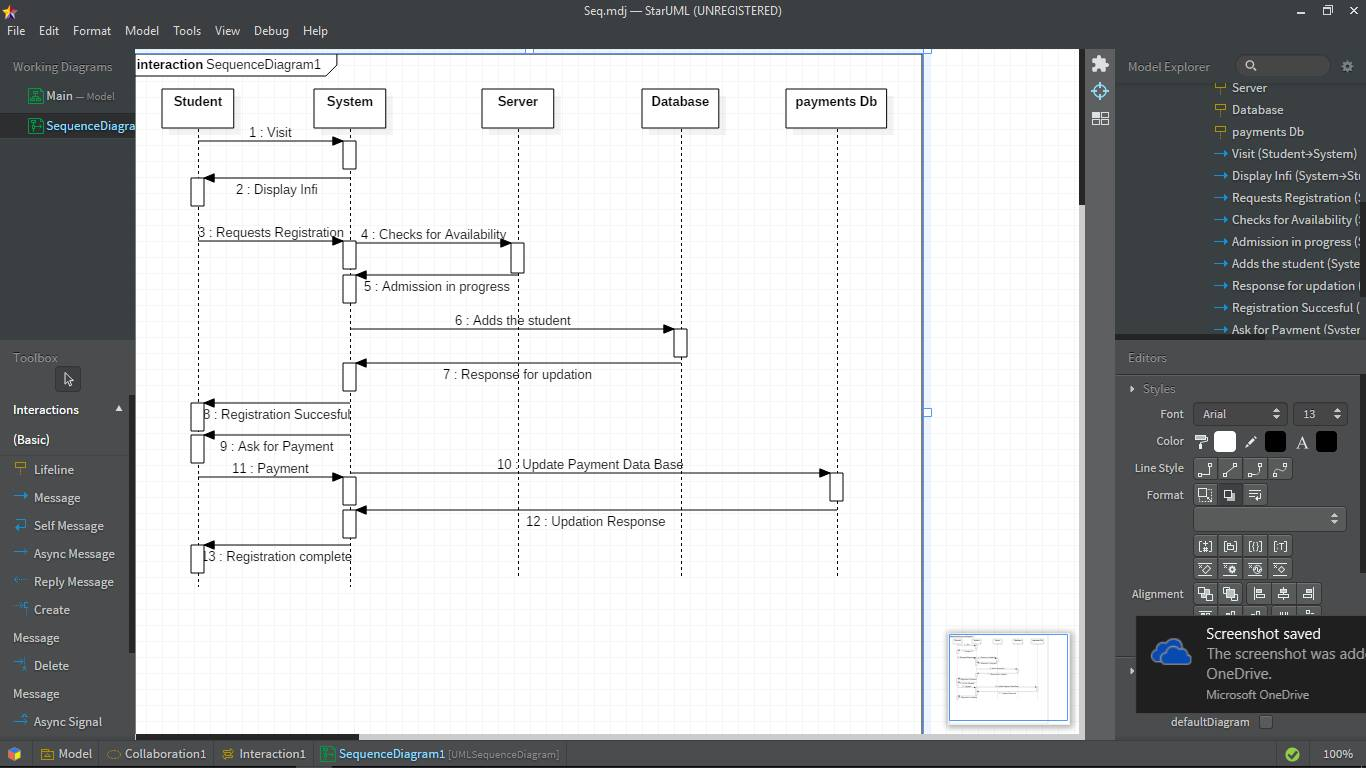 Seq.mdj — StarUML (UNREGISTERED)
File Edit Format Model Tools View Debug Help
Working Diagrams
Main — Model
SequenceDiagra
Toolbox
Interactions
(Basic)
Lifeline
Message
Self Message
Async Message
Reply Message
Create
Message
Delete
Message
Async Signal
interaction SequenceDiagram1
Student System Server Database payments Db
1 : Visit
2 : Display Infi
3 : Requests Registration
4 : Checks for Availability
5 : Admission in progress
6 : Adds the student
7 : Response for updation
8 : Registration Succesful
9 : Ask for Payment
10 : Update Payment Data Base
11 : Payment
12 : Updation Response
13 : Registration complete
Model Explorer
Server
Database
payments Db
Visit (Student→System)
Display Infi (System→Stu
Requests Registration (S
Checks for Availability (
Admission in progress (
Adds the student (Syste
Response for updation (
Registration Succesful (
Ask for Payment (System
Editors
Styles
Font Arial 13
Color A
Line Style
Format
Alignment
Screenshot saved
The screenshot was adde
OneDrive.
Microsoft OneDrive
defaultDiagram
Model Collaboration1 Interaction1 SequenceDiagram1 [UMLSequenceDiagram] 100%